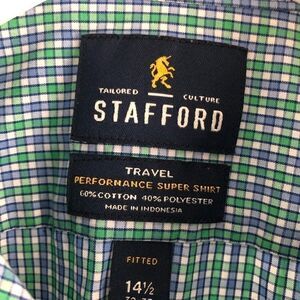 TAILORED CULTURE
STAFFORD
TRAVEL
PERFORMANCE SUPER SHIRT
60% COTTON 40% POLYESTER
MADE IN INDONESIA
FITTED
14½